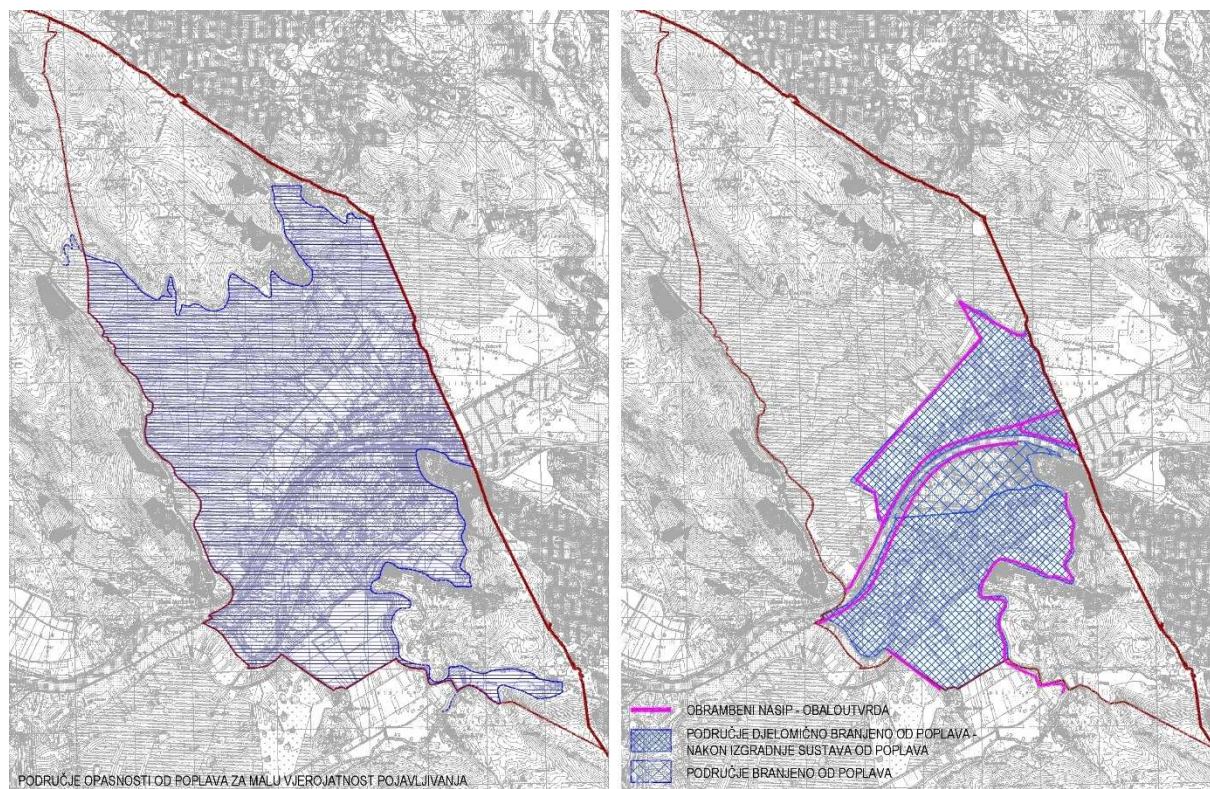 PODRUČJE OPASNOSTI OD POPLAVA ZA MALU VJEROJATNOST POJAVLJIVANJA
OBRAMBENI NASIP - OBALOUTVRDA
PODRUČJE DJELOMIČNO BRANJENO OD POPLAVA -
NAKON IZGRADNJE SUSTAVA OD POPLAVA
PODRUČJE BRANJENO OD POPLAVA